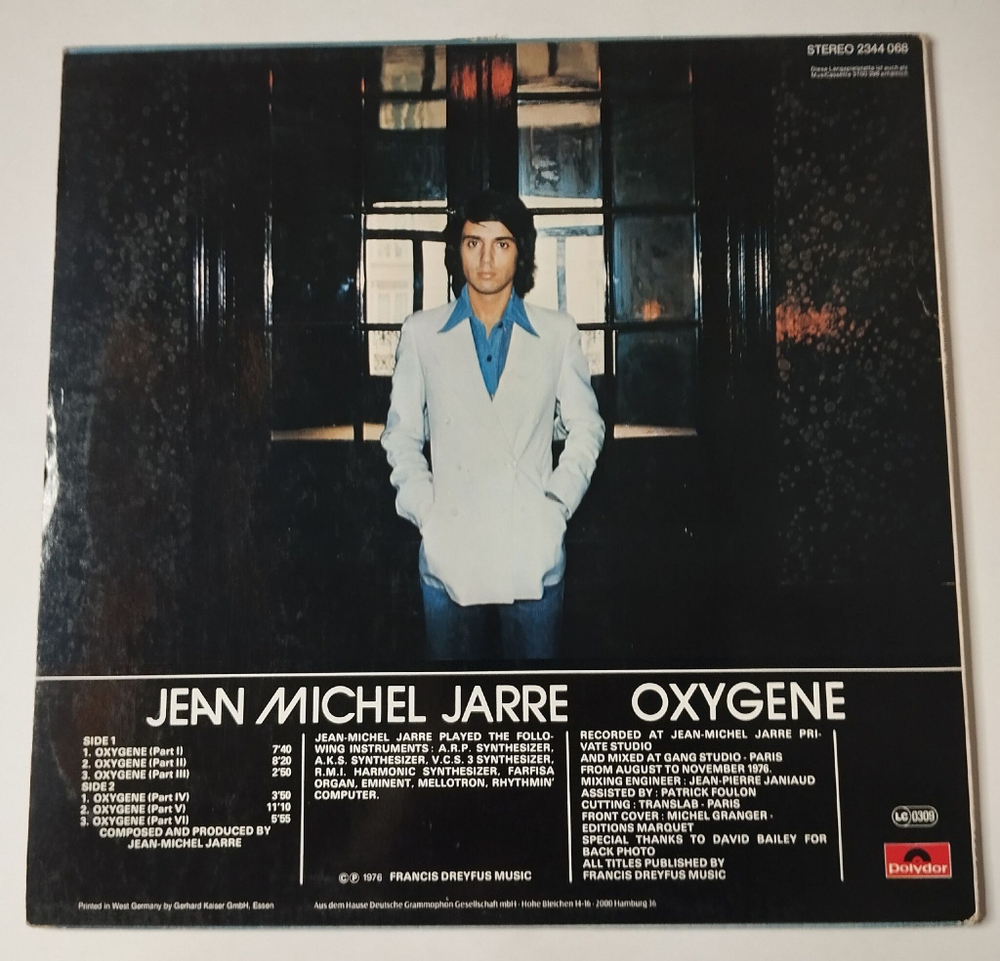 STEREO 2344 068
Diese Langspielplatte ist auch als
MusiCassette 3100 398 erhältlich
JEAN MICHEL JARRE OXYGENE
SIDE 1
1. OXYGENE (Part I) 7'40
2. OXYGENE (Part II) 8'20
3. OXYGENE (Part III) 2'50
SIDE 2
1. OXYGENE (Part IV) 3'50
2. OXYGENE (Part V) 11'10
3. OXYGENE (Part VI) 5'55
COMPOSED AND PRODUCED BY
JEAN-MICHEL JARRE
JEAN-MICHEL JARRE PLAYED THE FOLLO-
WING INSTRUMENTS : A.R.P. SYNTHESIZER,
A.K.S. SYNTHESIZER, V.C.S. 3 SYNTHESIZER,
R.M.I. HARMONIC SYNTHESIZER, FARFISA
ORGAN, EMINENT, MELLOTRON, RHYTHMIN'
COMPUTER.
© ℗ 1976 FRANCIS DREYFUS MUSIC
RECORDED AT JEAN-MICHEL JARRE PRI-
VATE STUDIO
AND MIXED AT GANG STUDIO - PARIS
FROM AUGUST TO NOVEMBER 1976.
MIXING ENGINEER : JEAN-PIERRE JANIAUD
ASSISTED BY : PATRICK FOULON
CUTTING : TRANSLAB - PARIS
FRONT COVER : MICHEL GRANGER -
EDITIONS MARQUET
SPECIAL THANKS TO DAVID BAILEY FOR
BACK PHOTO
ALL TITLES PUBLISHED BY
FRANCIS DREYFUS MUSIC
LC 0309
Polydor
Printed in West Germany by Gerhard Kaiser GmbH, Essen
Aus dem Hause Deutsche Grammophon Gesellschaft mbH · Hohe Bleichen 14-16 · 2000 Hamburg 36